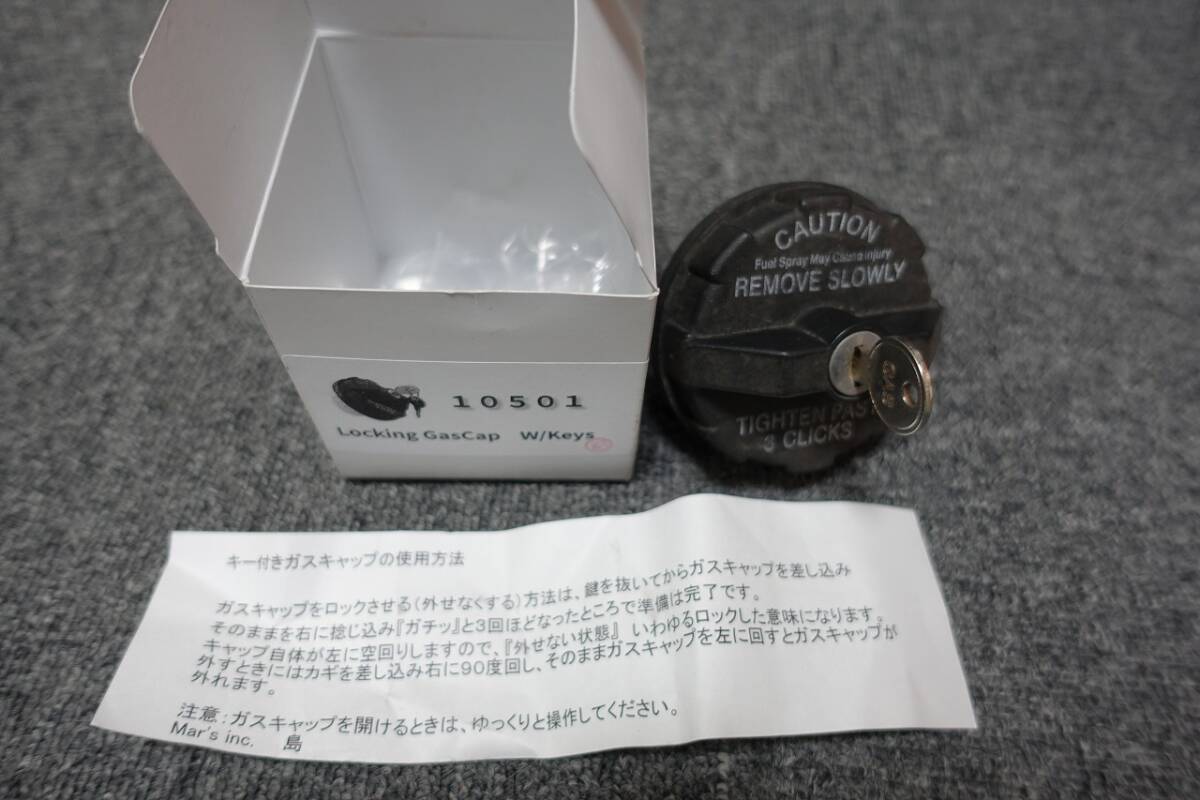 CAUTION
Fuel Spray May Cause Injury
REMOVE SLOWLY
TIGHTEN PAST
3 CLICKS
GAS
10501
Locking GasCap W/Keys
キー付きガスキャップの使用方法
ガスキャップをロックさせる(外せなくする)方法は、鍵を抜いてからガスキャップを差し込み
そのままを右に捻じ込み『ガチッ』と3回ほどなったところで準備は完了です。
キャップ自体が左に空回りしますので、『外せない状態』 いわゆるロックした意味になります。
外すときにはカギを差し込み右に90度回し、そのままガスキャップを左に回すとガスキャップが
外れます。
注意:ガスキャップを開けるときは、ゆっくりと操作してください。
Mar's inc. 島